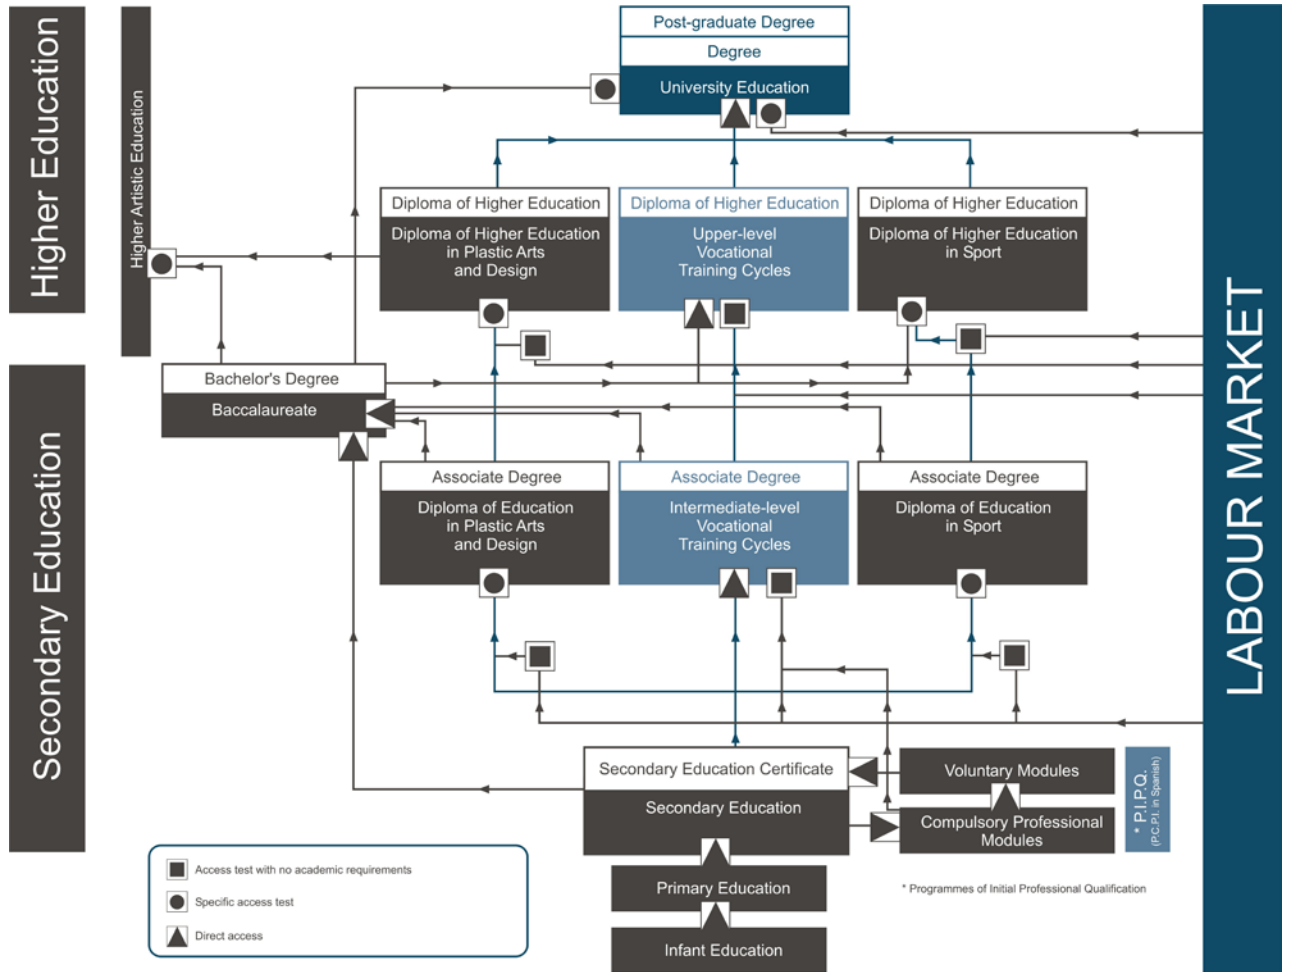 Higher Education
Higher Artistic Education
Post-graduate Degree
Degree
University Education
Diploma of Higher Education
Diploma of Higher Education
in Plastic Arts
and Design
Diploma of Higher Education
Upper-level
Vocational
Training Cycles
Diploma of Higher Education
Diploma of Higher Education
in Sport
LABOUR MARKET
Secondary Education
Bachelor's Degree
Baccalaureate
Associate Degree
Diploma of Education
in Plastic Arts
and Design
Associate Degree
Intermediate-level
Vocational
Training Cycles
Associate Degree
Diploma of Education
in Sport
Secondary Education Certificate
Secondary Education
Voluntary Modules
Compulsory Professional
Modules
* P.I.P.Q.
(P.C.P.I. in Spanish)
Primary Education
Infant Education
* Programmes of Initial Professional Qualification
Access test with no academic requirements
Specific access test
Direct access